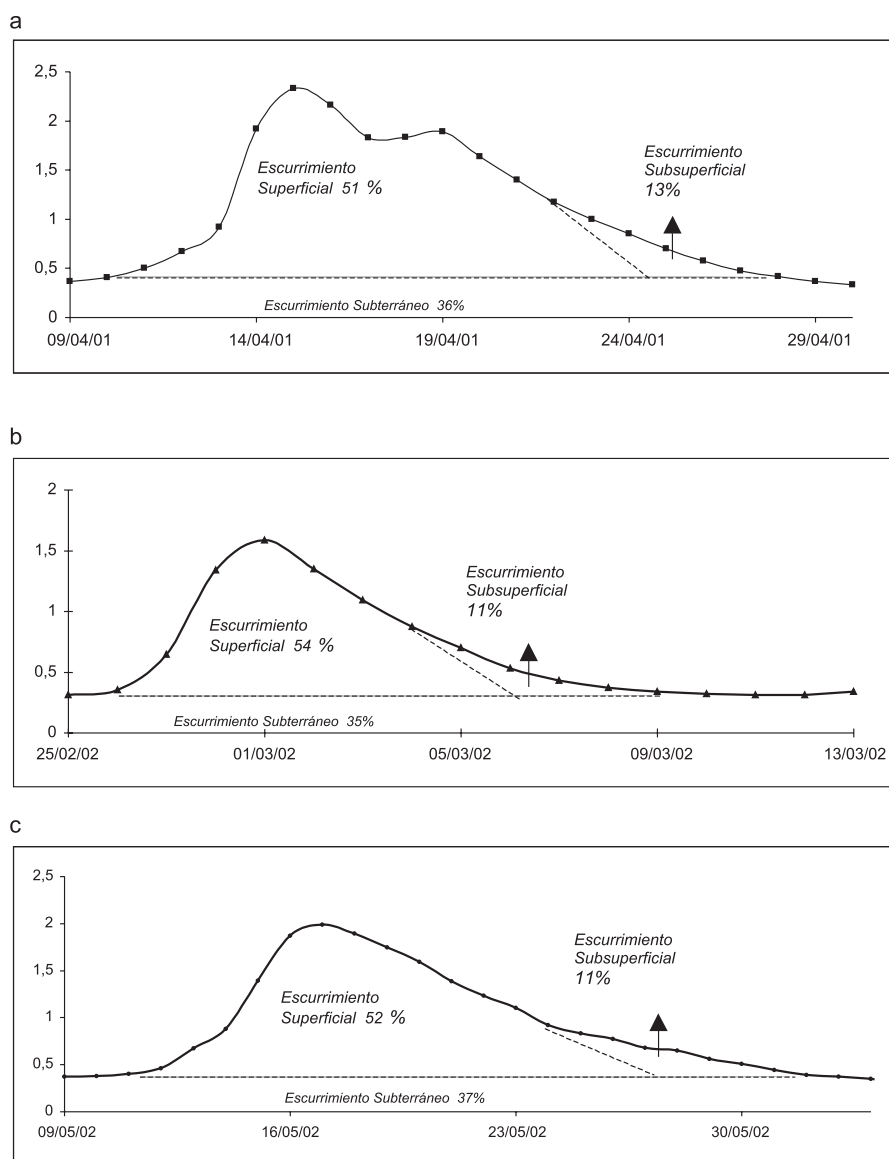 a
2,5
2
1,5
1
0,5
0
Escurrimiento
Superficial 51 %
Escurrimiento
Subsuperficial
13%
Escurrimiento Subterráneo 36%
09/04/01 14/04/01 19/04/01 24/04/01 29/04/01
b
2
1,5
1
0,5
0
Escurrimiento
Superficial 54 %
Escurrimiento
Subsuperficial
11%
Escurrimiento Subterráneo 35%
25/02/02 01/03/02 05/03/02 09/03/02 13/03/02
c
2,5
2
1,5
1
0,5
0
Escurrimiento
Superficial 52 %
Escurrimiento
Subsuperficial
11%
Escurrimiento Subterráneo 37%
09/05/02 16/05/02 23/05/02 30/05/02